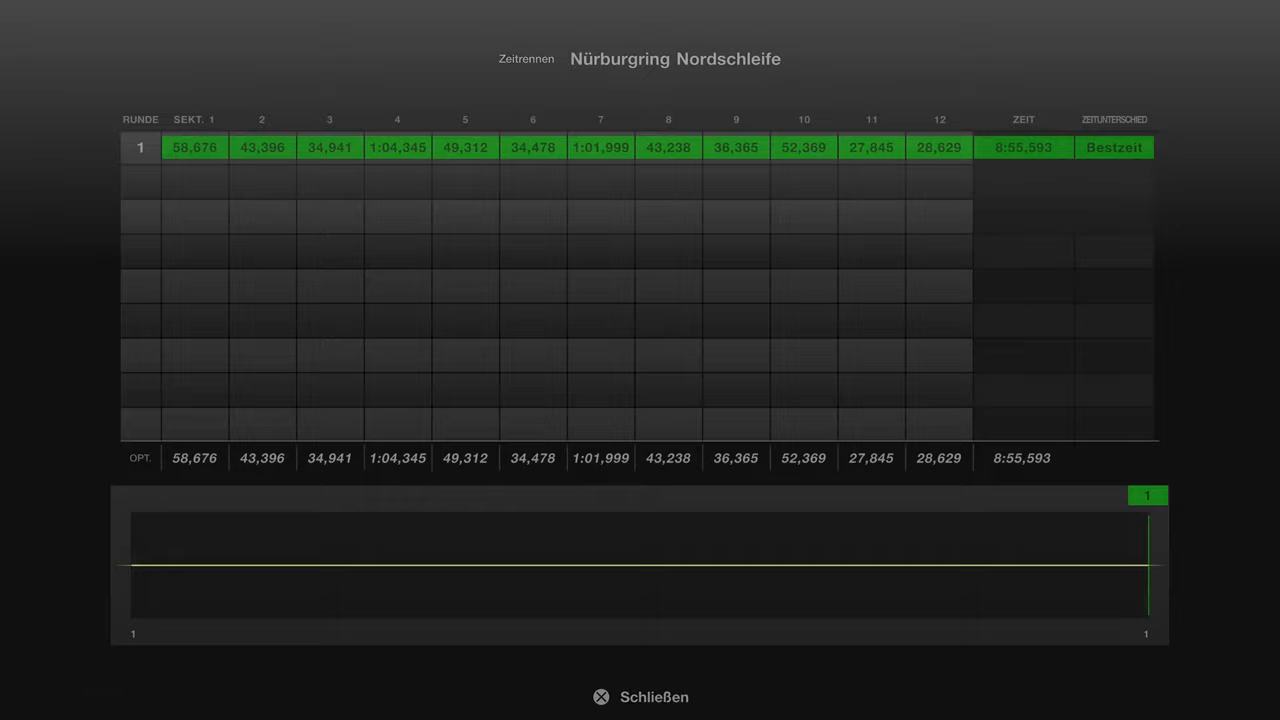 Zeitrennen Nürburgring Nordschleife
RUNDE SEKT. 1 2 3 4 5 6 7 8 9 10 11 12 ZEIT ZEITUNTERSCHIED
1 58,676 43,396 34,941 1:04,345 49,312 34,478 1:01,999 43,238 36,365 52,369 27,845 28,629 8:55,593 Bestzeit
OPT. 58,676 43,396 34,941 1:04,345 49,312 34,478 1:01,999 43,238 36,365 52,369 27,845 28,629 8:55,593
1
1 1
Schließen